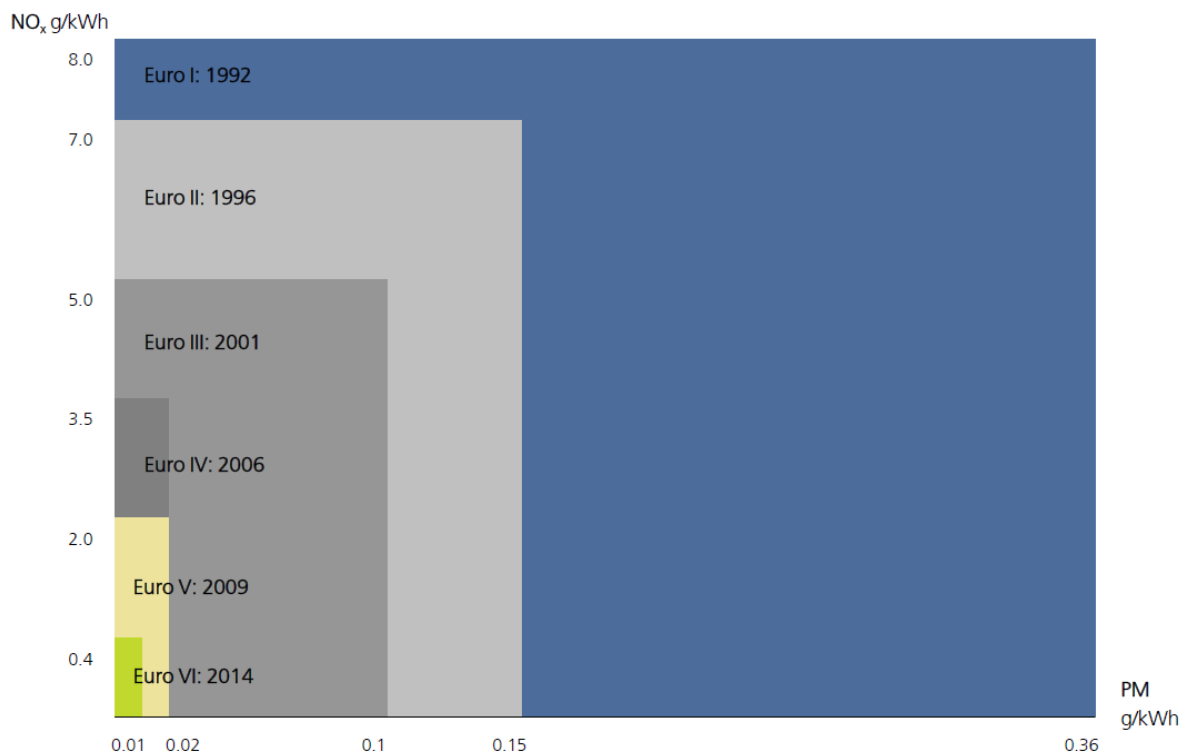 NOx g/kWh
8.0
Euro I: 1992
7.0
Euro II: 1996
5.0
Euro III: 2001
3.5
Euro IV: 2006
2.0
Euro V: 2009
0.4
Euro VI: 2014
PM
g/kWh
0.01 0.02 0.1 0.15 0.36